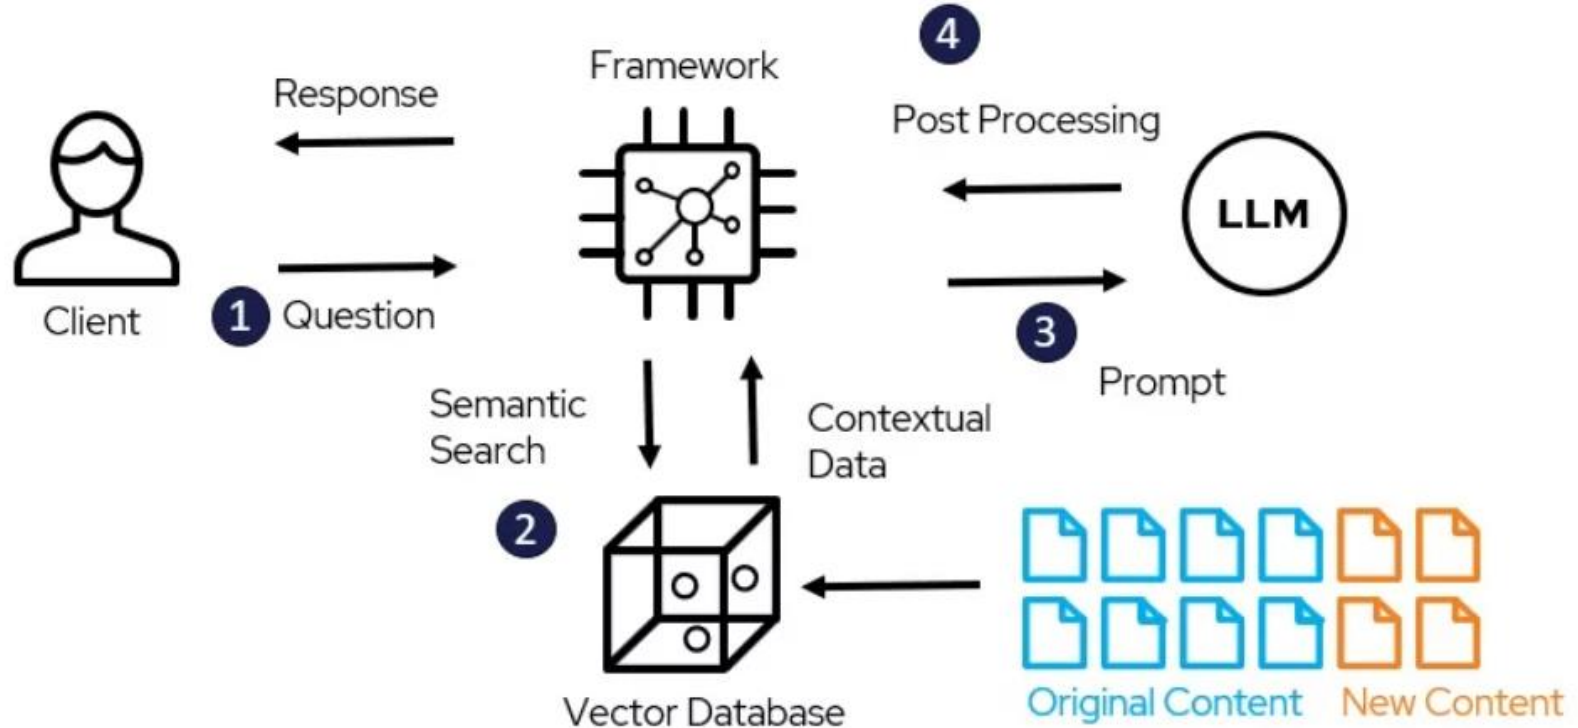 4
Framework
Response
Post Processing
LLM
Client
1
Question
3
Prompt
Semantic
Search
Contextual
Data
2
Vector Database
Original Content
New Content